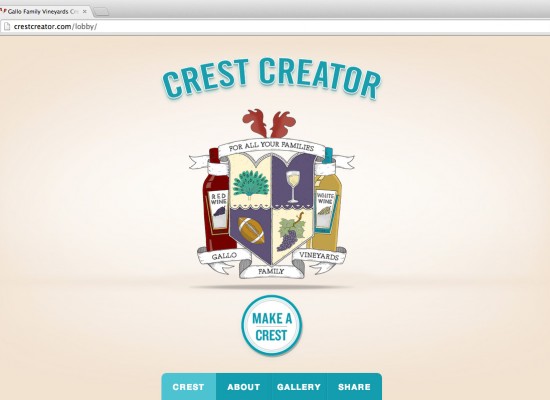 Gallo Family Vineyards Cr
crestcreator.com/lobby/
CREST CREATOR
FOR ALL YOUR FAMILIES
RED WINE
WHITE WINE
GALLO
FAMILY
VINEYARDS
MAKE A
CREST
CREST ABOUT GALLERY SHARE